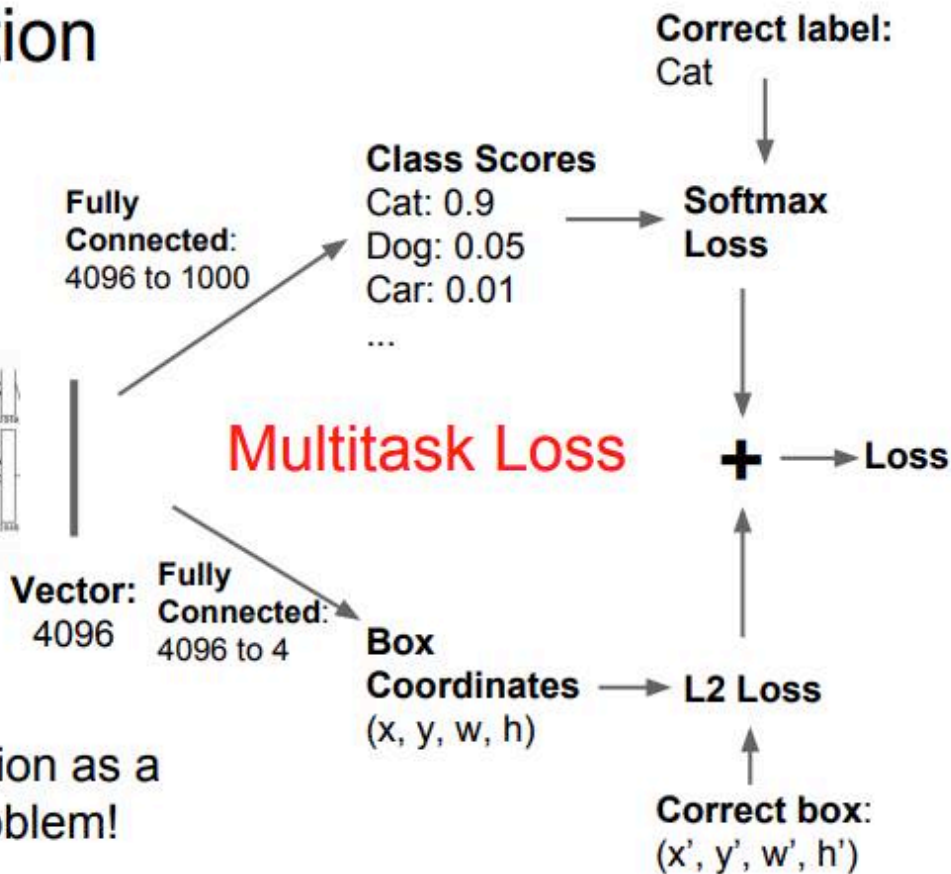 tion
Correct label:
Cat
Fully
Connected:
4096 to 1000
Class Scores
Cat: 0.9
Dog: 0.05
Car: 0.01
...
Softmax
Loss
Multitask Loss
+
Loss
Vector:
4096
Fully
Connected:
4096 to 4
Box
Coordinates
(x, y, w, h)
L2 Loss
Correct box:
(x’, y’, w’, h’)
ion as a
oblem!